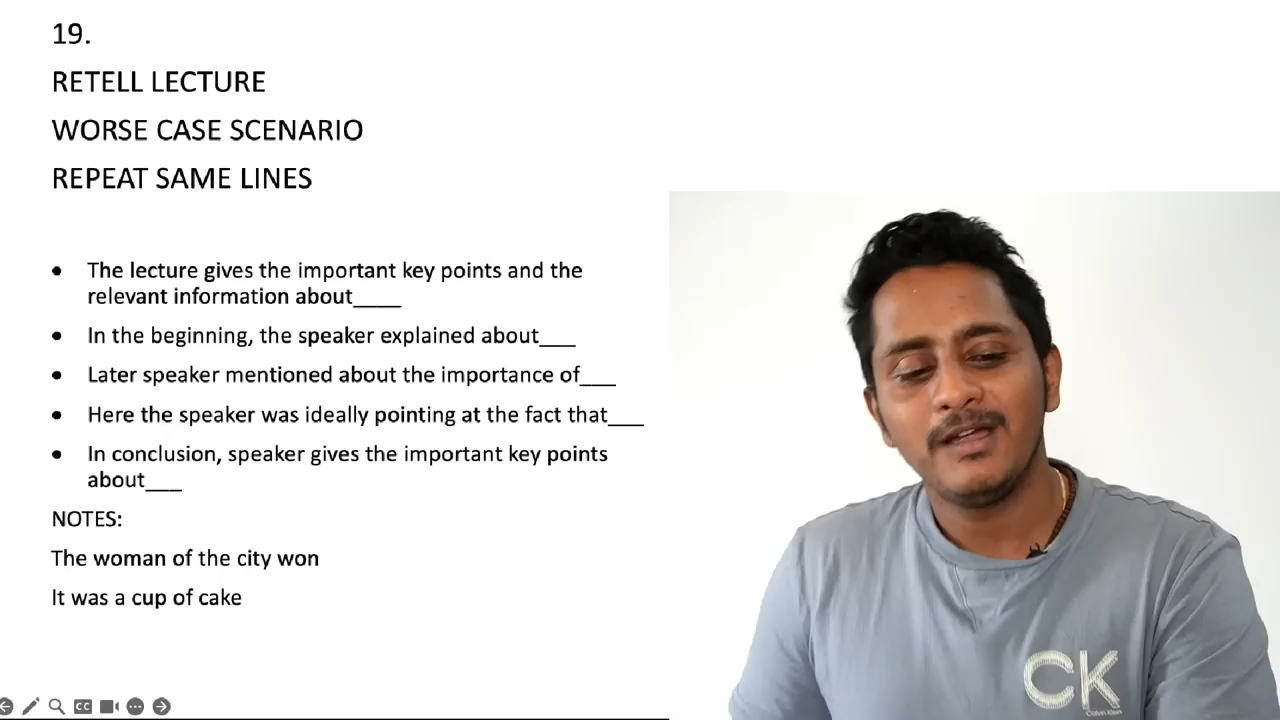 19.
RETELL LECTURE
WORSE CASE SCENARIO
REPEAT SAME LINES
• The lecture gives the important key points and the
relevant information about____
• In the beginning, the speaker explained about___
• Later speaker mentioned about the importance of___
• Here the speaker was ideally pointing at the fact that___
• In conclusion, speaker gives the important key points
about___
NOTES:
The woman of the city won
It was a cup of cake
CC
CK
Calvin Klein